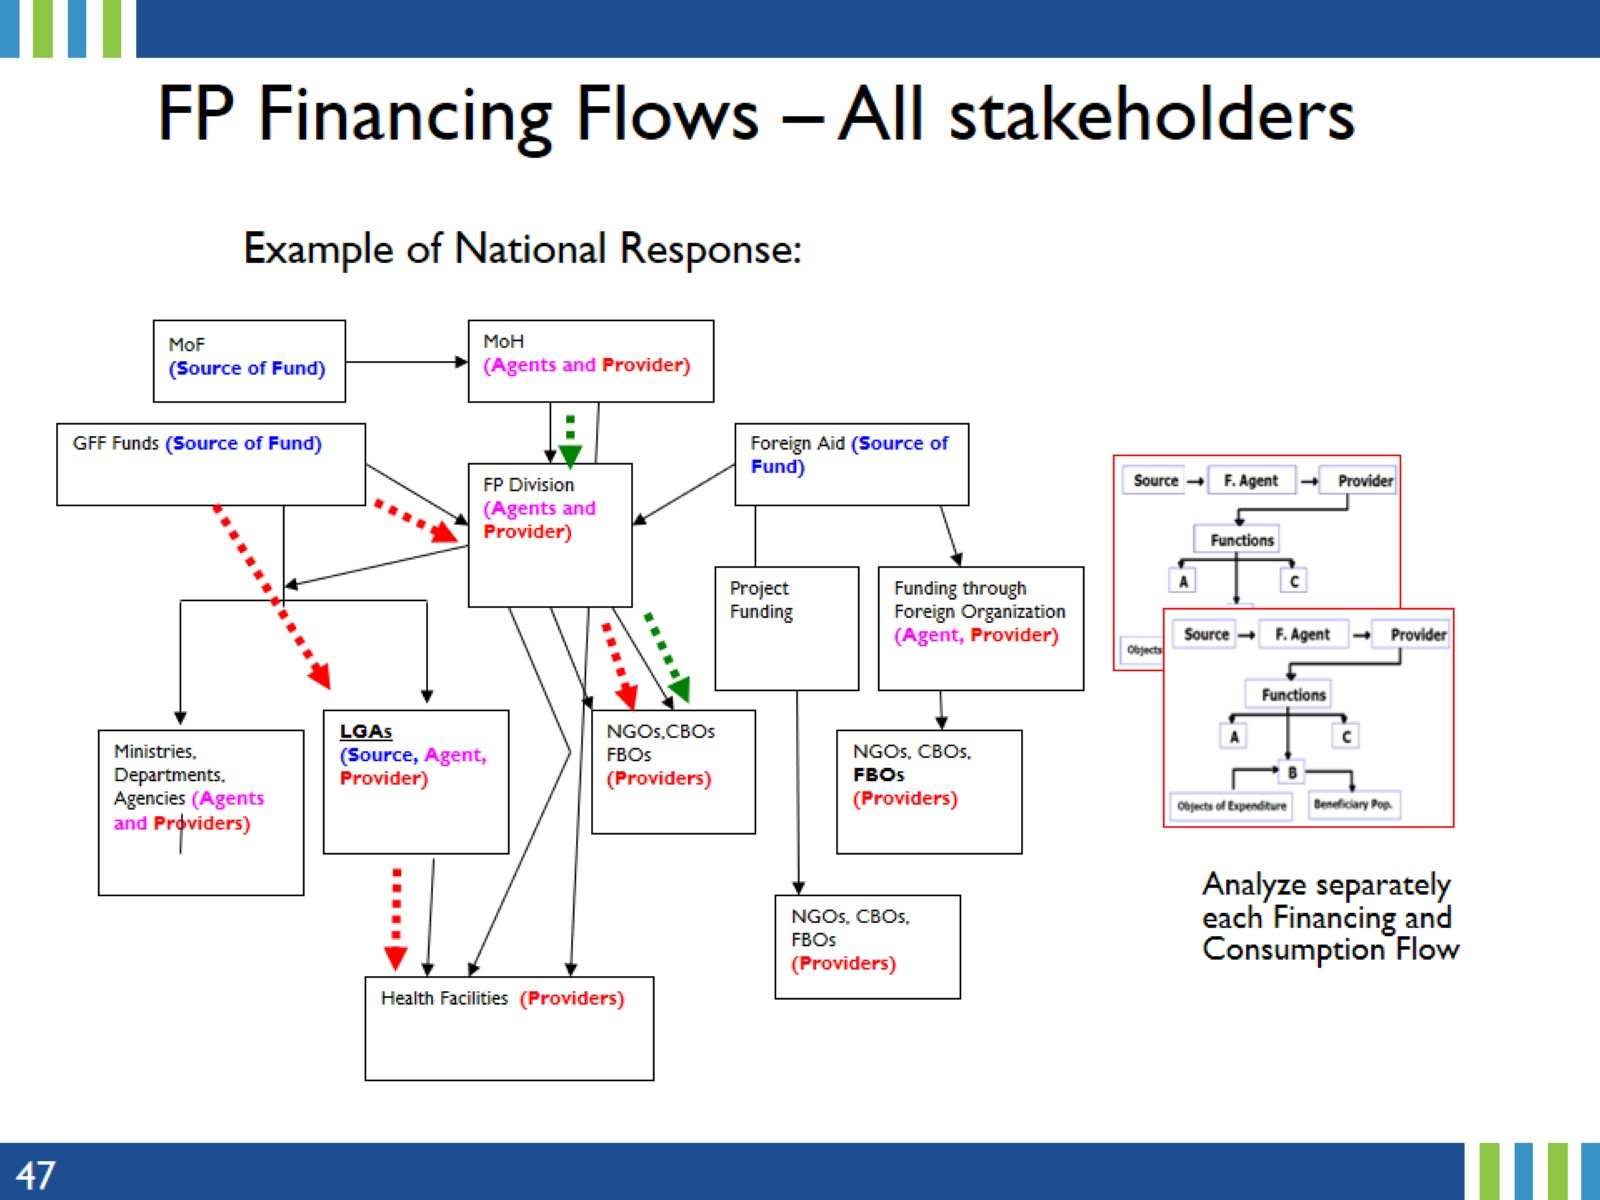 FP Financing Flows – All stakeholders
Example of National Response:
MoF
(Source of Fund)
MoH
(Agents and Provider)
GFF Funds (Source of Fund)
FP Division
(Agents and
Provider)
Foreign Aid (Source of
Fund)
Project
Funding
Funding through
Foreign Organization
(Agent, Provider)
Ministries,
Departments,
Agencies (Agents
and Providers)
LGAs
(Source, Agent,
Provider)
NGOs,CBOs
FBOs
(Providers)
NGOs, CBOs,
FBOs
(Providers)
NGOs, CBOs,
FBOs
(Providers)
Health Facilities (Providers)
Source
F. Agent
Provider
Functions
A
C
Objects
Source
F. Agent
Provider
Functions
A
C
B
Objects of Expenditure
Beneficiary Pop.
Analyze separately
each Financing and
Consumption Flow
47